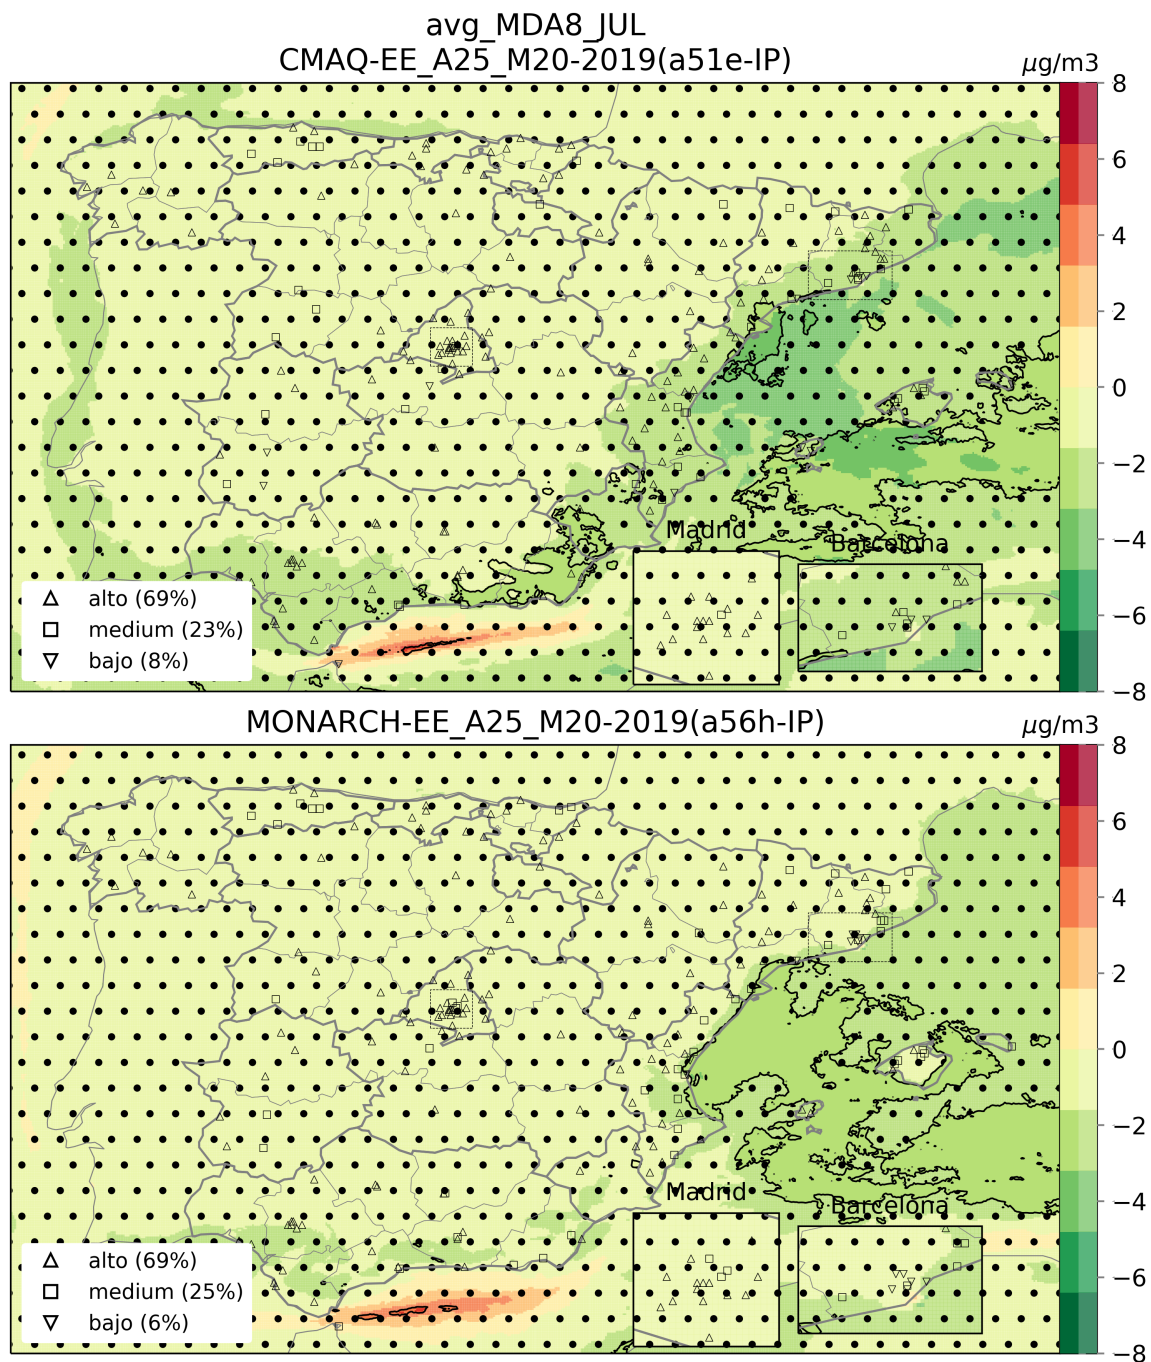 avg_MDA8_JUL
CMAQ-EE_A25_M20-2019(a51e-IP)
μg/m3
8
6
4
2
0
−2
−4
−6
−8
Madrid
Barcelona
alto (69%)
medium (23%)
bajo (8%)
MONARCH-EE_A25_M20-2019(a56h-IP)
μg/m3
8
6
4
2
0
−2
−4
−6
−8
Madrid
Barcelona
alto (69%)
medium (25%)
bajo (6%)